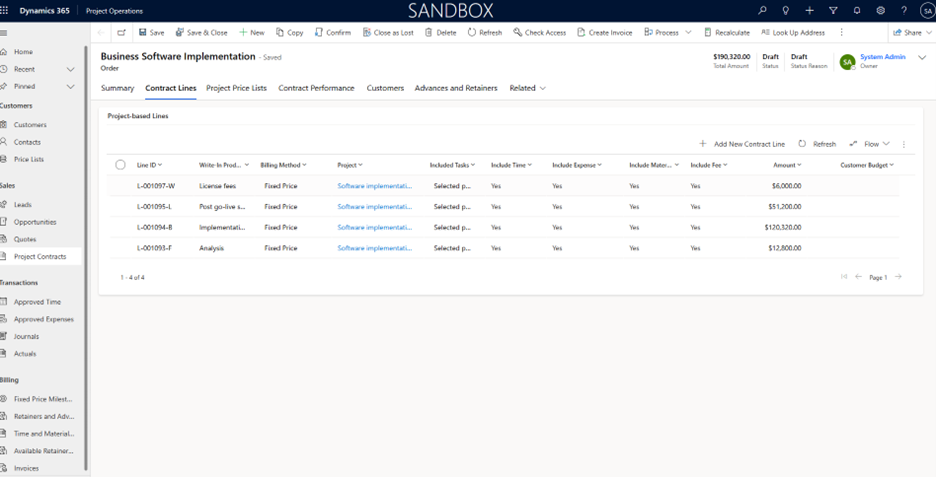 Dynamics 365 Project Operations SANDBOX SA
Save Save & Close New Copy Confirm Close as Lost Delete Refresh Check Access Create Invoice Process Recalculate Look Up Address Share
Home
Recent
Pinned
Customers
Customers
Contacts
Price Lists
Sales
Leads
Opportunities
Quotes
Project Contracts
Transactions
Approved Time
Approved Expenses
Journals
Actuals
Billing
Fixed Price Milest...
Retainers and Adv...
Time and Material...
Available Retainer...
Invoices
Business Software Implementation - Saved
Order
$190,320.00 Draft Draft SA System Admin
Total Amount Status Status Reason Owner
Summary Contract Lines Project Price Lists Contract Performance Customers Advances and Retainers Related
Project-based Lines
Add New Contract Line Refresh Flow
Line ID Write-In Prod... Billing Method Project Included Tasks Include Time Include Expense Include Mater... Include Fee Amount Customer Budget
L-001097-W License fees Fixed Price Software implementati... Selected p... Yes Yes Yes Yes $6,000.00
L-001095-L Post go-live s... Fixed Price Software implementati... Selected p... Yes Yes Yes Yes $51,200.00
L-001094-B Implementati... Fixed Price Software implementati... Selected p... Yes Yes Yes Yes $120,320.00
L-001093-F Analysis Fixed Price Software implementati... Selected p... Yes Yes Yes Yes $12,800.00
1 - 4 of 4 Page 1